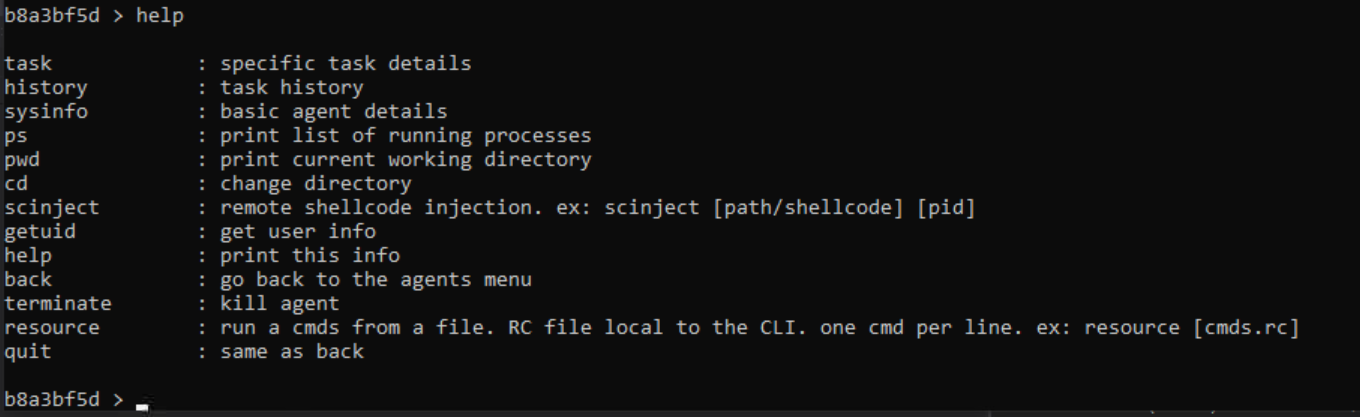 b8a3bf5d > help
task : specific task details
history : task history
sysinfo : basic agent details
ps : print list of running processes
pwd : print current working directory
cd : change directory
scinject : remote shellcode injection. ex: scinject [path/shellcode] [pid]
getuid : get user info
help : print this info
back : go back to the agents menu
terminate : kill agent
resource : run a cmds from a file. RC file local to the CLI. one cmd per line. ex: resource [cmds.rc]
quit : same as back
b8a3bf5d >